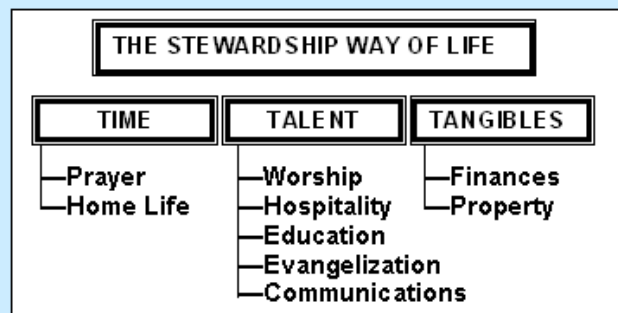 THE STEWARDSHIP WAY OF LIFE
TIME
Prayer
Home Life
TALENT
Worship
Hospitality
Education
Evangelization
Communications
TANGIBLES
Finances
Property